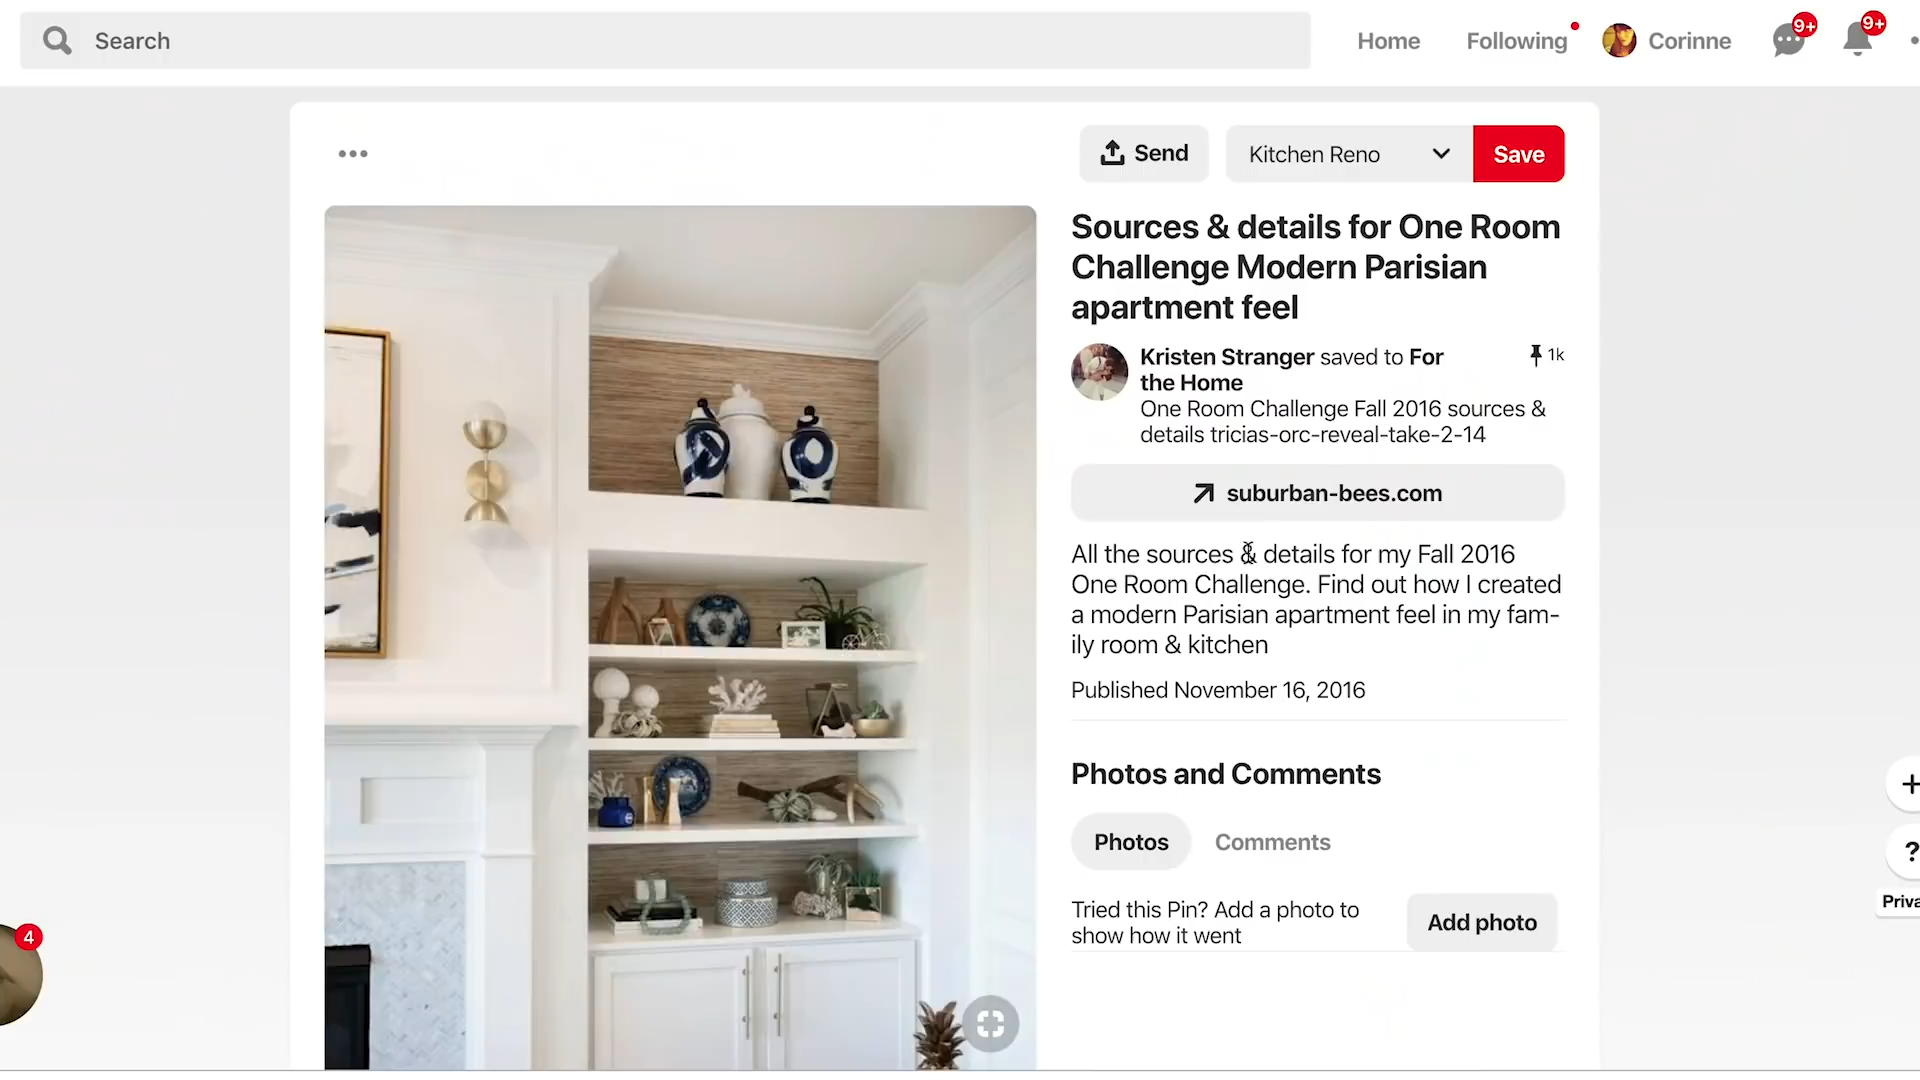 Search
Home
Following
Corinne
9+
9+
Send
Kitchen Reno
Save
Sources & details for One Room
Challenge Modern Parisian
apartment feel
Kristen Stranger saved to For
the Home
1k
One Room Challenge Fall 2016 sources &
details tricias-orc-reveal-take-2-14
suburban-bees.com
All the sources & details for my Fall 2016
One Room Challenge. Find out how I created
a modern Parisian apartment feel in my fam-
ily room & kitchen
Published November 16, 2016
Photos and Comments
Photos
Comments
Tried this Pin? Add a photo to
show how it went
Add photo
+
?
Priva
4